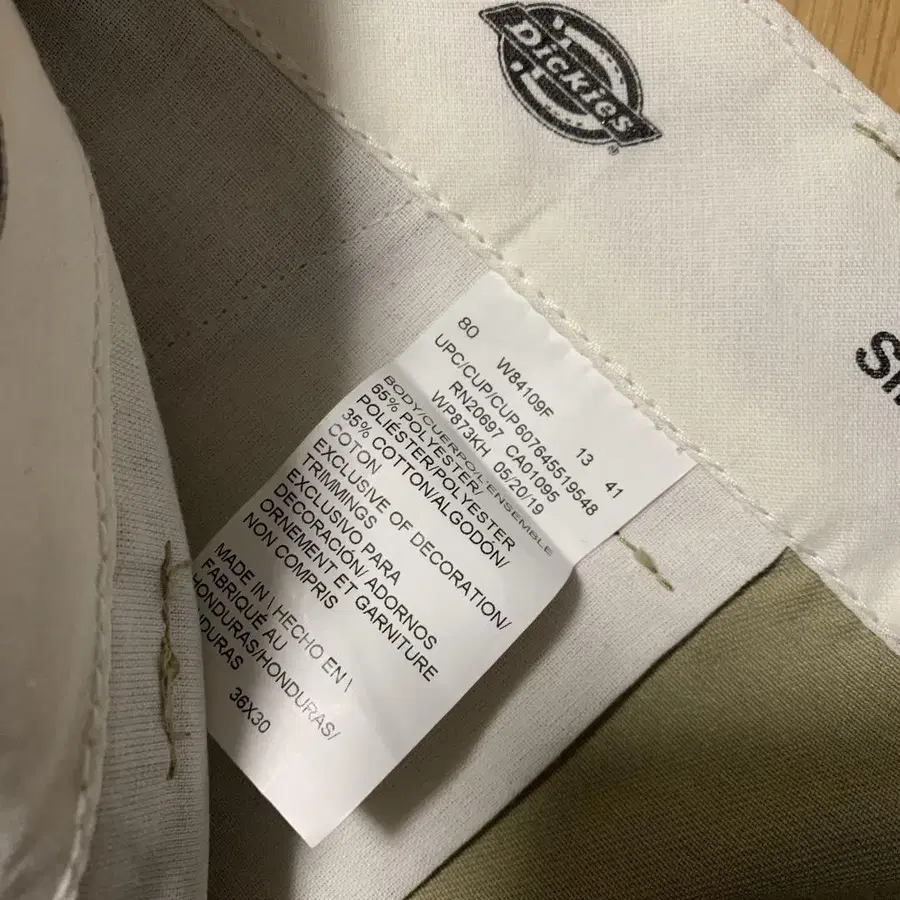 Dickies
®
80 W84109F 13 41
UPC/CUP/CUP607645519548
RN20697 CA01095
WP873KH 05/20/19
BODY/CUERPO/L'ENSEMBLE
65% POLYESTER/
POLIÉSTER/POLYESTER
35% COTTON/ALGODÓN/
COTON
EXCLUSIVE OF DECORATION/
TRIMMINGS
EXCLUSIVO PARA
DECORACIÓN/ ADORNOS
ORNEMENT ET GARNITURE
NON COMPRIS
MADE IN \ HECHO EN \
FABRIQUÉ AU
HONDURAS/HONDURAS/
HONDURAS
36X30